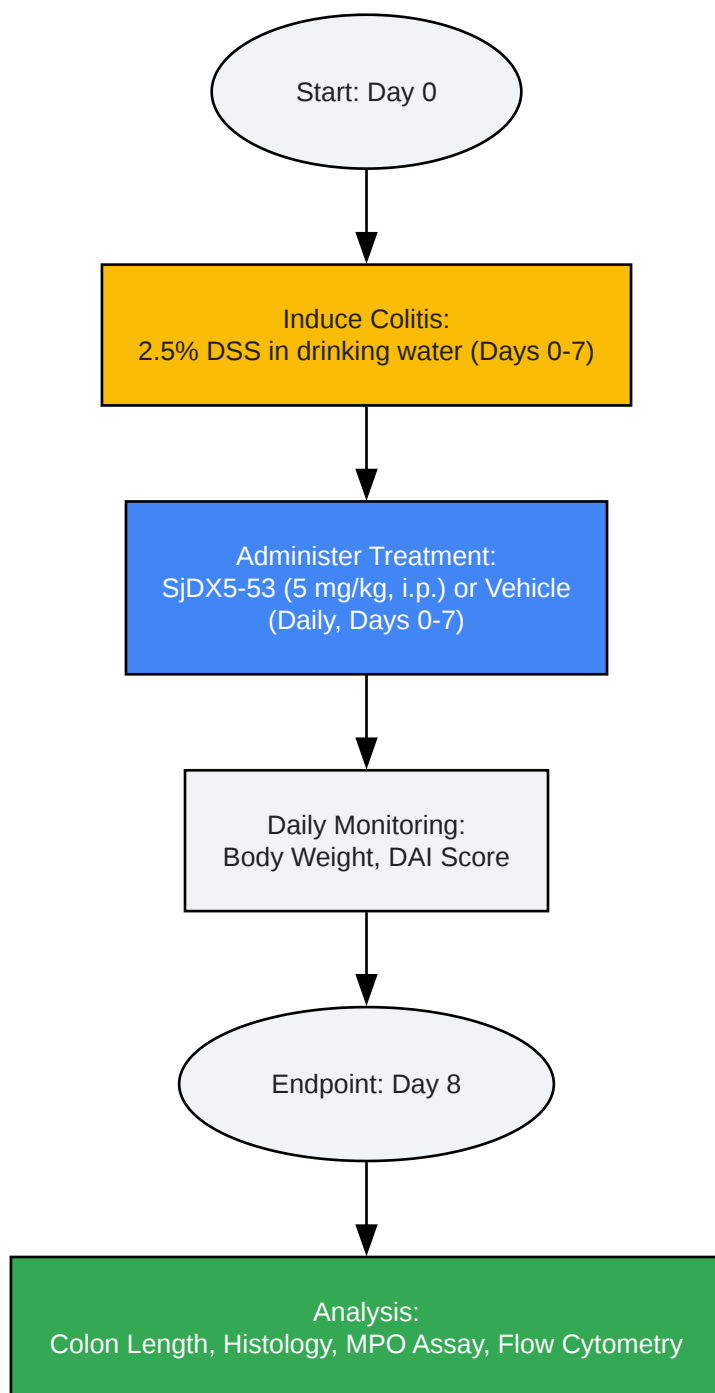 Start: Day 0
Induce Colitis:
2.5% DSS in drinking water (Days 0-7)
Administer Treatment:
SjDX5-53 (5 mg/kg, i.p.) or Vehicle
(Daily, Days 0-7)
Daily Monitoring:
Body Weight, DAI Score
Endpoint: Day 8
Analysis:
Colon Length, Histology, MPO Assay, Flow Cytometry